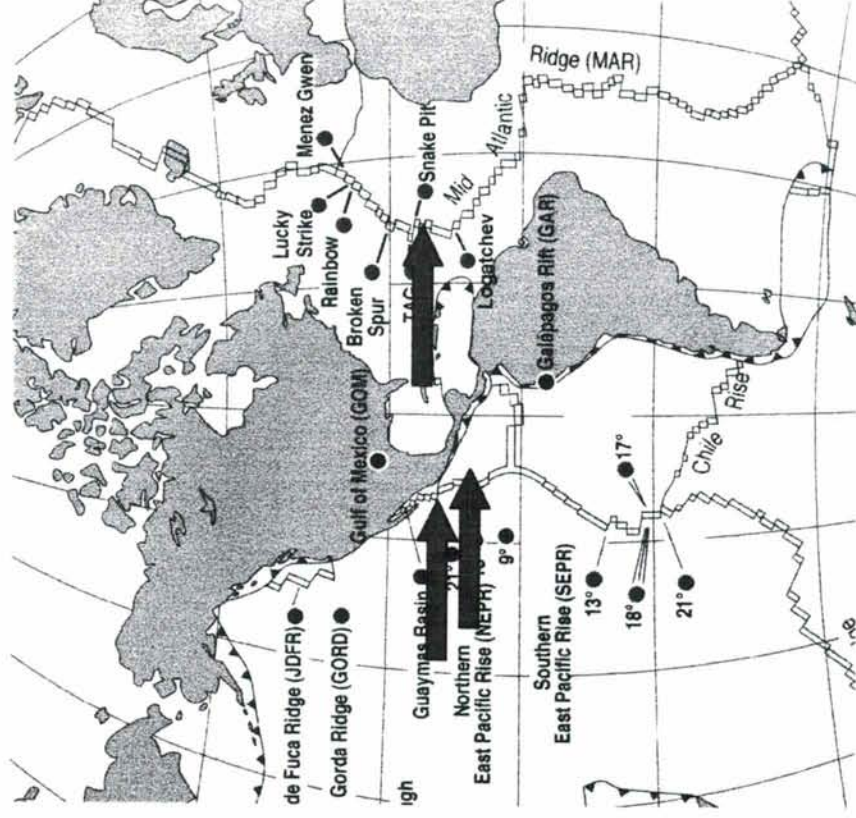 Ridge (MAR)
Atlantic
Mid
Menez Gwen
Snake Pit
Lucky
Strike
Rainbow
Broken
Spur
Logatchev
Gulf of Mexico (GOM)
Galápagos Rift (GAR)
de Fuca Ridge (JDFR)
Gorda Ridge (GORD)
igh
Guaymas Basin
21°
Northern
East Pacific Rise (NEPR)
9°
Southern
East Pacific Rise (SEPR)
13°
18°
21°
17°
Chile Rise